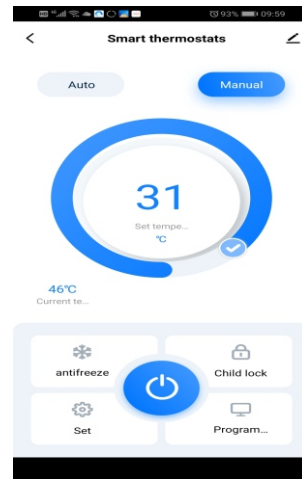 93% 09:59
Smart thermostats
Auto
Manual
31
Set tempe...
°C
46°C
Current te...
antifreeze
Child lock
Set
Program...